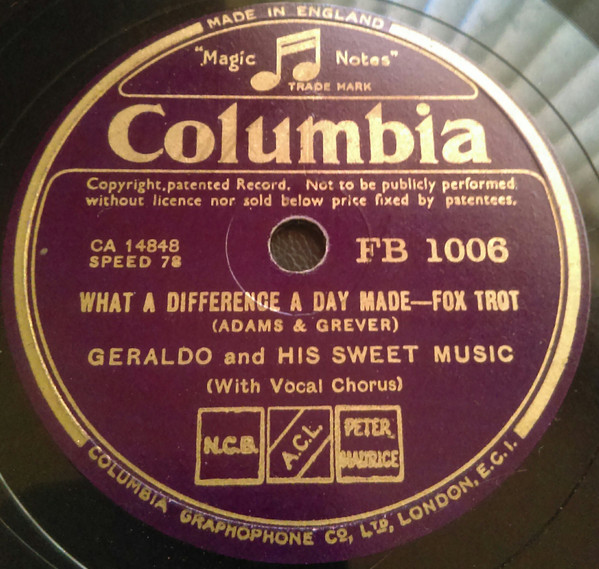 MADE IN ENGLAND
"Magic Notes"
TRADE MARK
Columbia
Copyright, patented Record. Not to be publicly performed,
without licence nor sold below price fixed by patentees.
CA 14848 FB 1006
SPEED 78
WHAT A DIFFERENCE A DAY MADE—FOX TROT
(ADAMS & GREVER)
GERALDO and HIS SWEET MUSIC
(With Vocal Chorus)
N.C.B. A.C.L. PETER
MAURICE
COLUMBIA GRAPHOPHONE CO, LTD, LONDON, E.C.1.